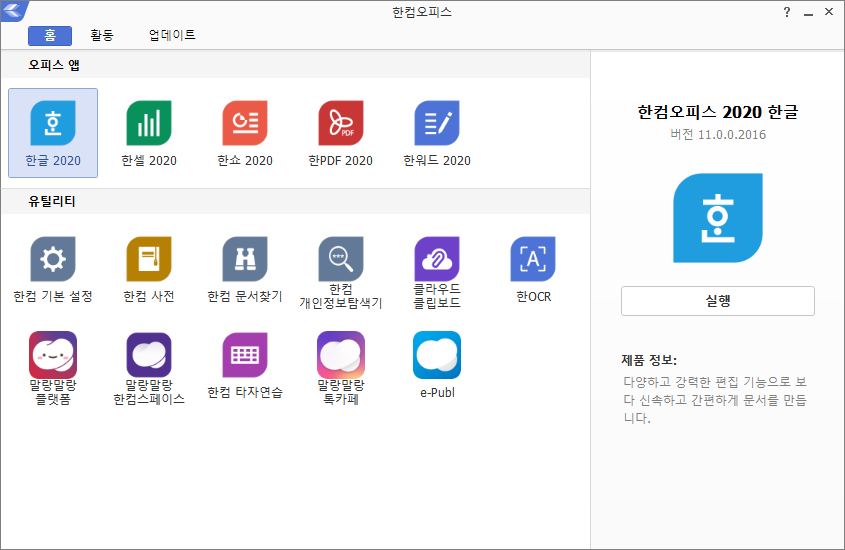 한컴오피스
?
홈 활동 업데이트
오피스 앱
한글 2020 한셀 2020 한쇼 2020 한PDF 2020 한워드 2020
PDF
유틸리티
한컴 기본 설정 한컴 사전 한컴 문서찾기
한컴
개인정보탐색기
클라우드
클립보드
A
한OCR
말랑말랑
플랫폼
말랑말랑
한컴스페이스
한컴 타자연습
말랑말랑
톡카페
e-Publ
한컴오피스 2020 한글
버전 11.0.0.2016
흔
실행
제품 정보:
다양하고 강력한 편집 기능으로 보
다 신속하고 간편하게 문서를 만듭
니다.